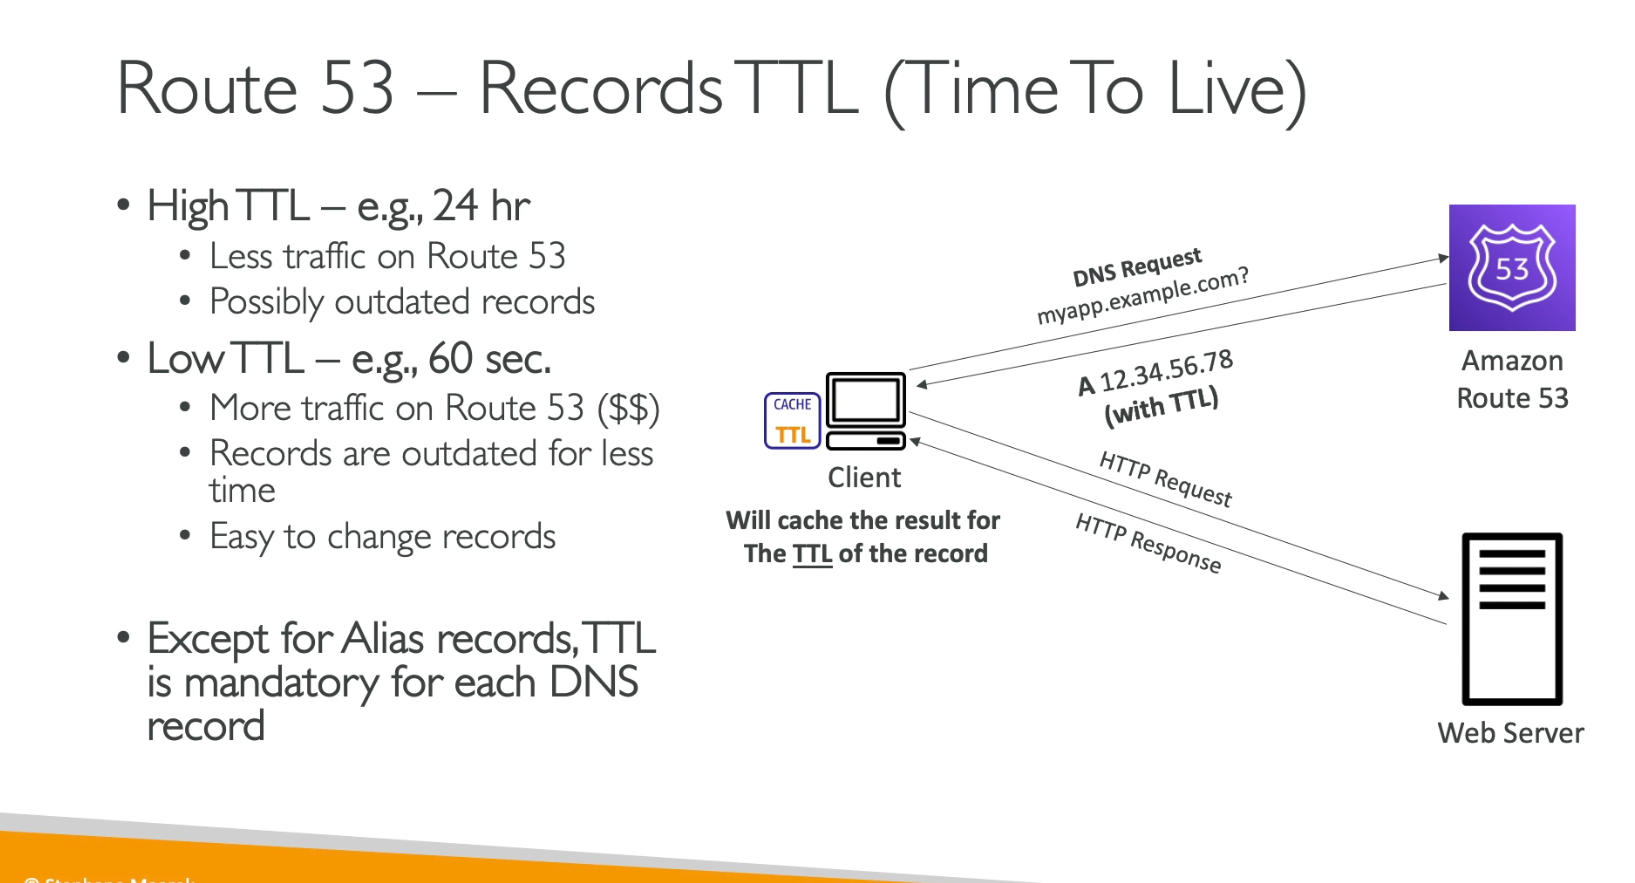 Route 53 – Records TTL (Time To Live)
• High TTL – e.g., 24 hr
• Less traffic on Route 53
• Possibly outdated records
• Low TTL – e.g., 60 sec.
• More traffic on Route 53 ($$)
• Records are outdated for less
time
• Easy to change records
• Except for Alias records, TTL
is mandatory for each DNS
record
DNS Request
myapp.example.com?
A 12.34.56.78
(with TTL)
53
Amazon
Route 53
CACHE
TTL
Client
Will cache the result for
The TTL of the record
HTTP Request
HTTP Response
Web Server